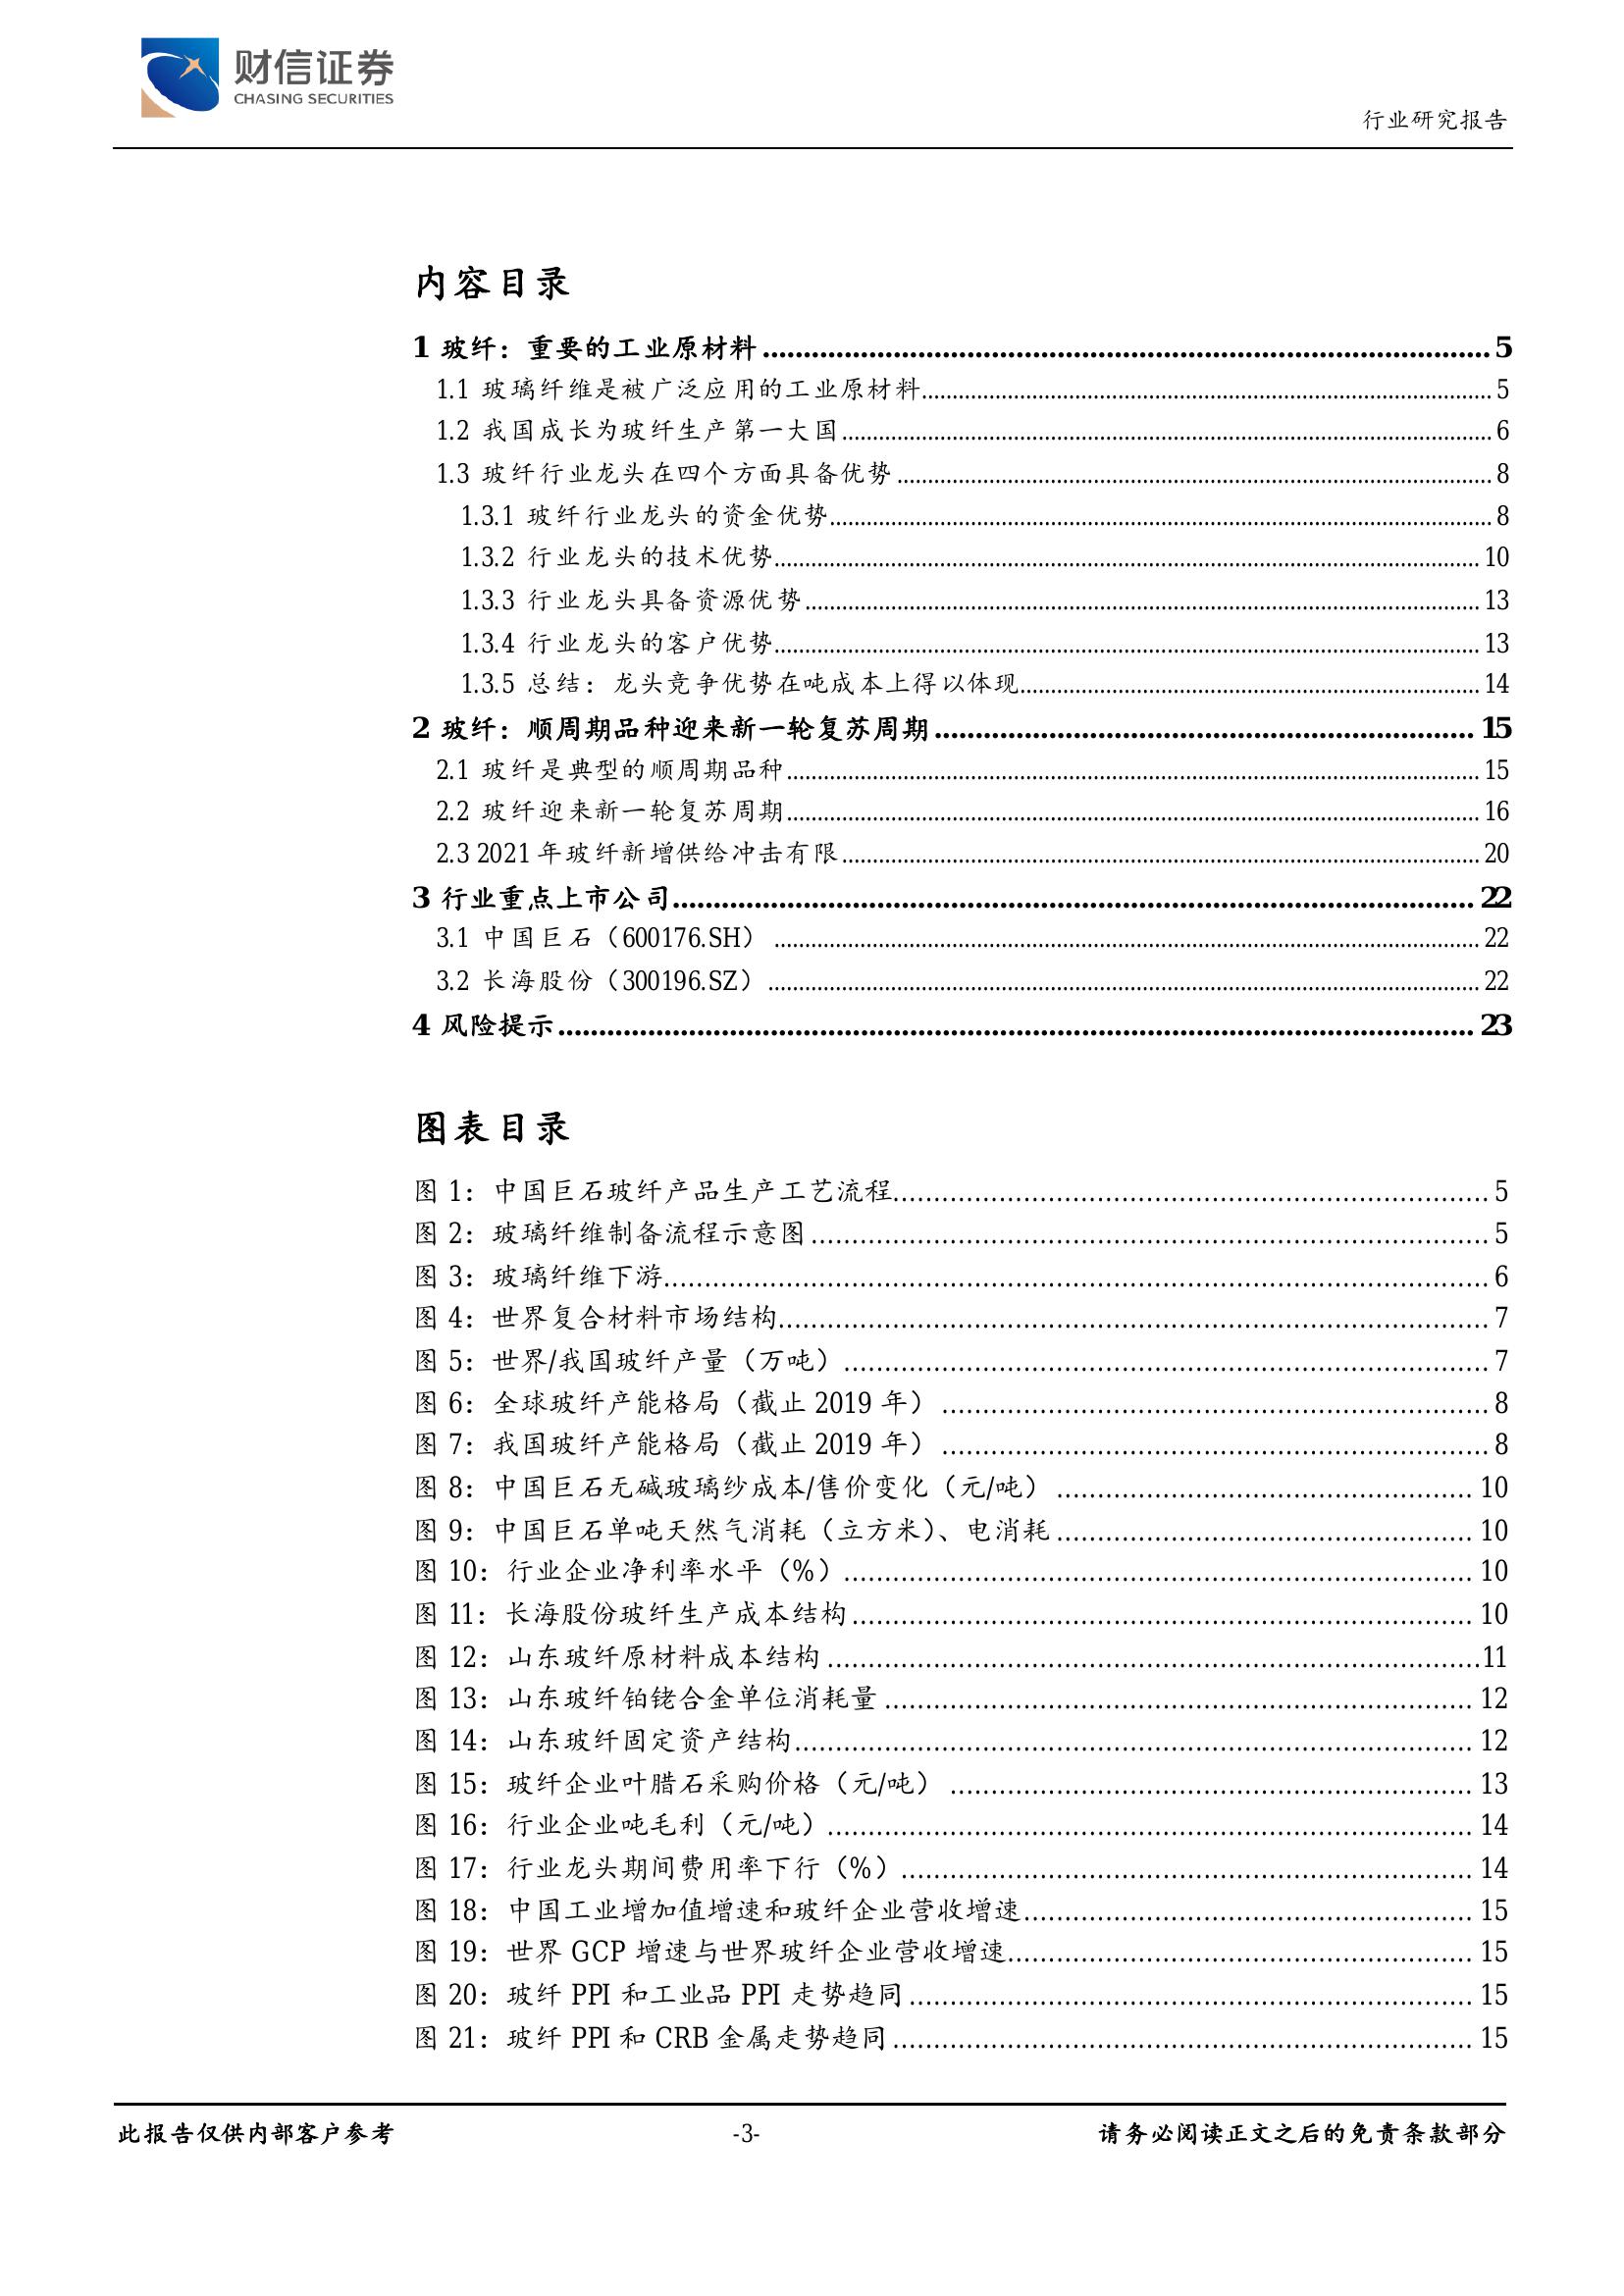 财信证券
CHASING SECURITIES
行业研究报告
内容目录
1 玻纤：重要的工业原材料 5
1.1 玻璃纤维是被广泛应用的工业原材料 5
1.2 我国成长为玻纤生产第一大国 6
1.3 玻纤行业龙头在四个方面具备优势 8
1.3.1 玻纤行业龙头的资金优势 8
1.3.2 行业龙头的技术优势 10
1.3.3 行业龙头具备资源优势 13
1.3.4 行业龙头的客户优势 13
1.3.5 总结：龙头竞争优势在吨成本上得以体现 14
2 玻纤：顺周期品种迎来新一轮复苏周期 15
2.1 玻纤是典型的顺周期品种 15
2.2 玻纤迎来新一轮复苏周期 16
2.3 2021 年玻纤新增供给冲击有限 20
3 行业重点上市公司 22
3.1 中国巨石（600176.SH） 22
3.2 长海股份（300196.SZ） 22
4 风险提示 23
图表目录
图 1：中国巨石玻纤产品生产工艺流程 5
图 2：玻璃纤维制备流程示意图 5
图 3：玻璃纤维下游 6
图 4：世界复合材料市场结构 7
图 5：世界/我国玻纤产量（万吨） 7
图 6：全球玻纤产能格局（截止 2019 年） 8
图 7：我国玻纤产能格局（截止 2019 年） 8
图 8：中国巨石无碱玻璃纱成本/售价变化（元/吨） 10
图 9：中国巨石单吨天然气消耗（立方米）、电消耗 10
图 10：行业企业净利率水平（%） 10
图 11：长海股份玻纤生产成本结构 10
图 12：山东玻纤原材料成本结构 11
图 13：山东玻纤铂铑合金单位消耗量 12
图 14：山东玻纤固定资产结构 12
图 15：玻纤企业叶腊石采购价格（元/吨） 13
图 16：行业企业吨毛利（元/吨） 14
图 17：行业龙头期间费用率下行（%） 14
图 18：中国工业增加值增速和玻纤企业营收增速 15
图 19：世界 GCP 增速与世界玻纤企业营收增速 15
图 20：玻纤 PPI 和工业品 PPI 走势趋同 15
图 21：玻纤 PPI 和 CRB 金属走势趋同 15
此报告仅供内部客户参考
-3-
请务必阅读正文之后的免责条款部分